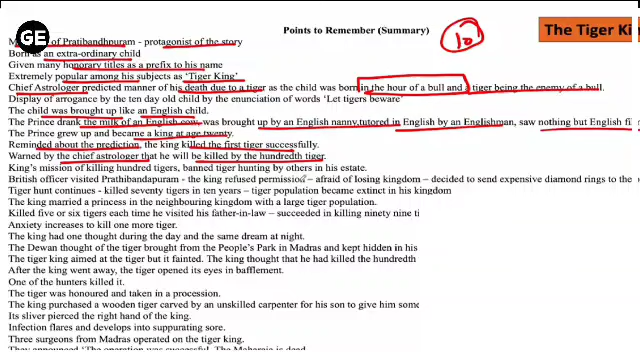 GE
Points to Remember (Summary)
10
The Tiger Kin
M of Pratibandhpuram - protagonist of the story
Born as an extra-ordinary child
Given many honorary titles as a prefix to his name
Extremely popular among his subjects as ‘Tiger King’
Chief Astrologer predicted manner of his death due to a tiger as the child was born in the hour of a bull and a tiger being the enemy of a bull.
Display of arrogance by the ten day old child by the enunciation of words ‘Let tigers beware’
The child was brought up like an English child.
The Prince drank the milk of an English cow, was brought up by an English nanny, tutored in English by an Englishman, saw nothing but English fil
The Prince grew up and became a king at age twenty.
Reminded about the prediction, the king killed the first tiger successfully.
Warned by the chief astrologer that he will be killed by the hundredth tiger.
King’s mission of killing hundred tigers, banned tiger hunting by others in his estate.
British officer visited Prathibandapuram - the king refused permission – afraid of losing kingdom – decided to send expensive diamond rings to the
Tiger hunt continues - killed seventy tigers in ten years – tiger population became extinct in his kingdom
The king married a princess in the neighbouring kingdom with a large tiger population.
Killed five or six tigers each time he visited his father-in-law – succeeded in killing ninety nine ti
Anxiety increases to kill one more tiger.
The king had one thought during the day and the same dream at night.
The Dewan thought of the tiger brought from the People’s Park in Madras and kept hidden in his
The tiger king aimed at the tiger but it fainted. The king thought that he had killed the hundredth
After the king went away, the tiger opened its eyes in bafflement.
One of the hunters killed it.
The tiger was honoured and taken in a procession.
The king purchased a wooden tiger carved by an unskilled carpenter for his son to give him some
Its sliver pierced the right hand of the king.
Infection flares and develops into suppurating sore.
Three surgeons from Madras operated on the tiger king.
They announced ‘The operation was successful. The Maharaja is dead